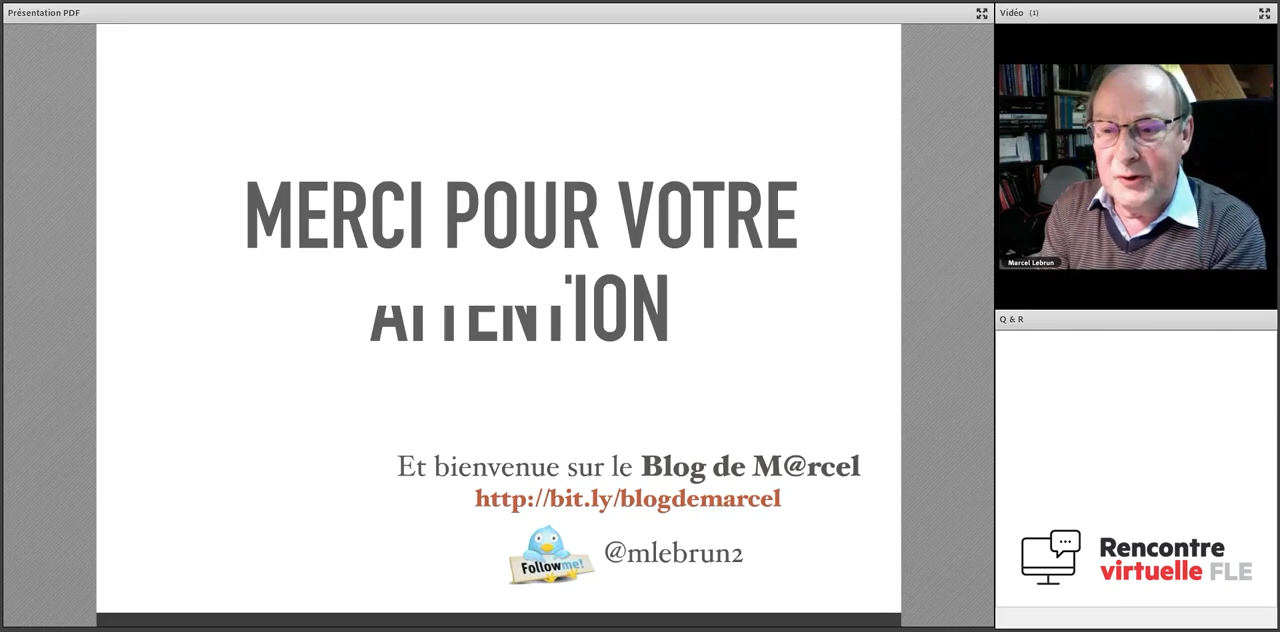 Présentation PDF
MERCI POUR VOTRE
ATTENTION
Et bienvenue sur le Blog de M@rcel
http://bit.ly/blogdemarcel
Followme!
@mlebrun2
Vidéo (1)
Marcel Lebrun
Q & R
Rencontre
virtuelle FLE